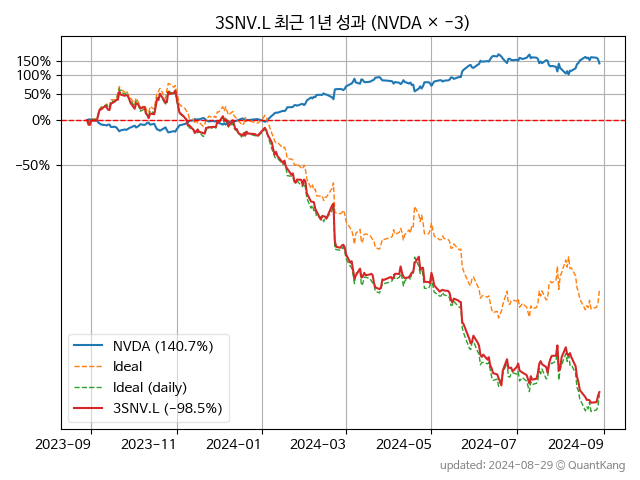 3SNV.L 최근 1년 성과 (NVDA × −3)
150%
100%
50%
0%
−50%
NVDA (140.7%)
Ideal
Ideal (daily)
3SNV.L (−98.5%)
2023-09 2023-11 2024-01 2024-03 2024-05 2024-07 2024-09
updated: 2024-08-29 © QuantKang